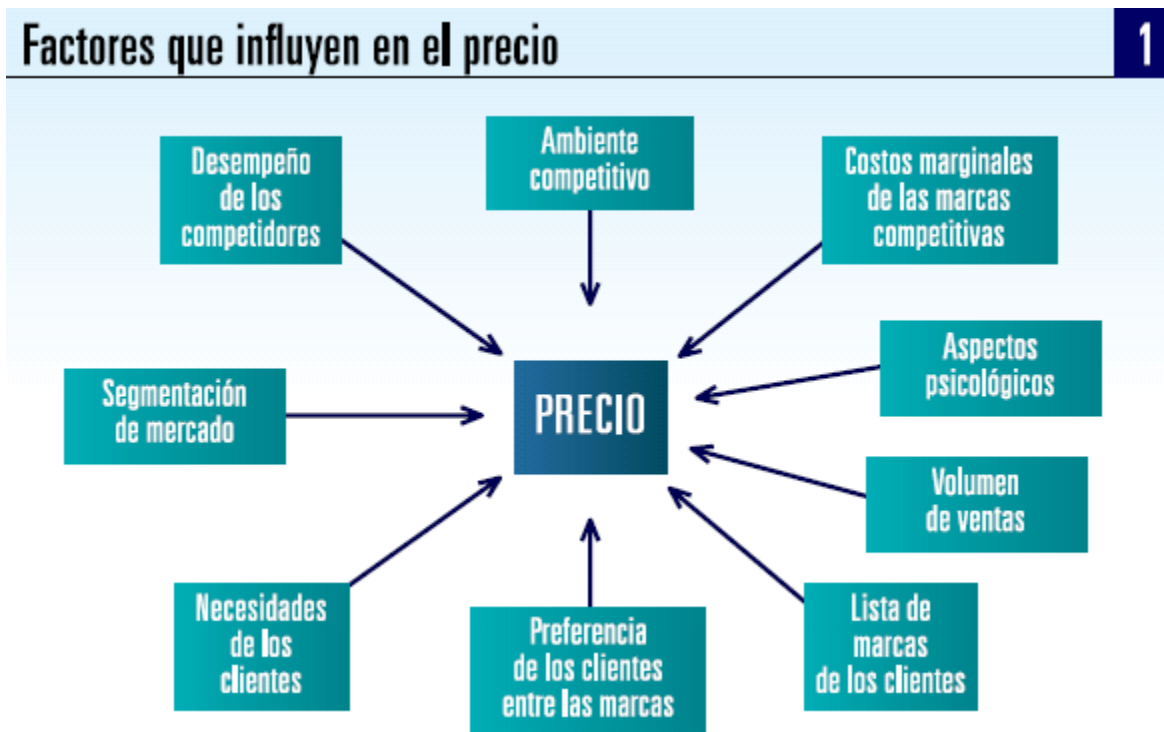 Factores que influyen en el precio
1
Desempeño
de los
competidores
Ambiente
competitivo
Costos marginales
de las marcas
competitivas
Segmentación
de mercado
PRECIO
Aspectos
psicológicos
Volumen
de ventas
Necesidades
de los
clientes
Preferencia
de los clientes
entre las marcas
Lista de
marcas
de los clientes